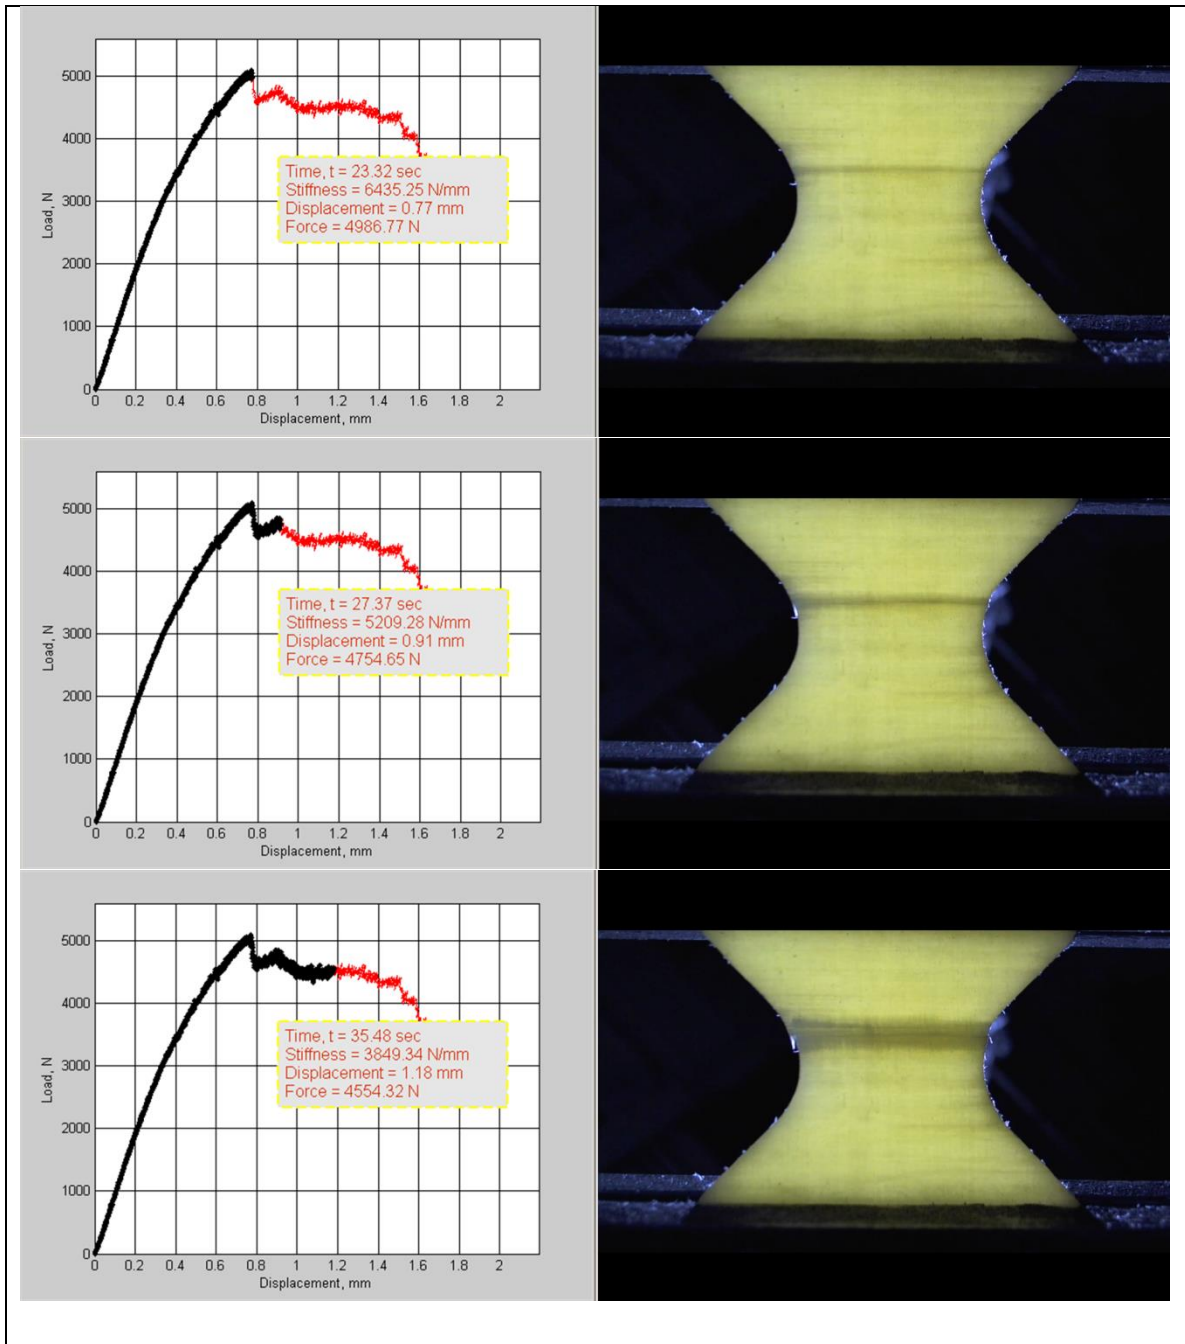 5000
4000
3000
2000
1000
0
Load, N
Time, t = 23.32 sec
Stiffness = 6435.25 N/mm
Displacement = 0.77 mm
Force = 4986.77 N
0 0.2 0.4 0.6 0.8 1 1.2 1.4 1.6 1.8 2
Displacement, mm
5000
4000
3000
2000
1000
0
Load, N
Time, t = 27.37 sec
Stiffness = 5209.28 N/mm
Displacement = 0.91 mm
Force = 4754.65 N
0 0.2 0.4 0.6 0.8 1 1.2 1.4 1.6 1.8 2
Displacement, mm
5000
4000
3000
2000
1000
0
Load, N
Time, t = 35.48 sec
Stiffness = 3849.34 N/mm
Displacement = 1.18 mm
Force = 4554.32 N
0 0.2 0.4 0.6 0.8 1 1.2 1.4 1.6 1.8 2
Displacement, mm